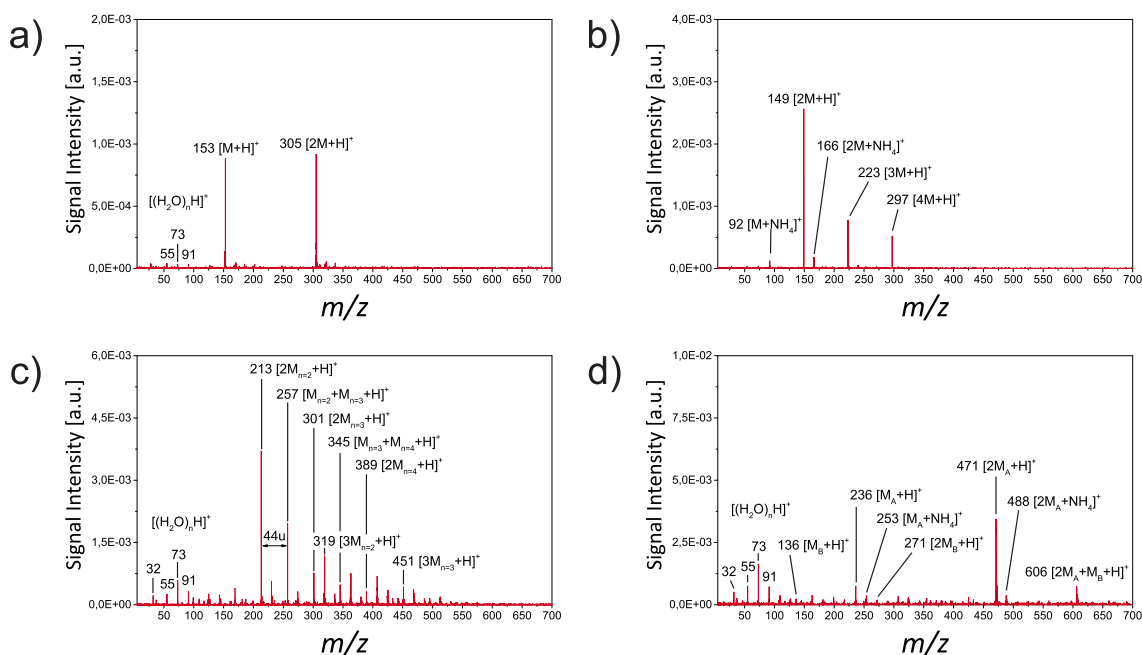 a)
Signal Intensity [a.u.]
2,0E-03
1,5E-03
1,0E-03
5,0E-04
0,0E+00
153 [M+H]⁺
305 [2M+H]⁺
[(H₂O)ₙH]⁺
73
55 91
50 100 150 200 250 300 350 400 450 500 550 600 650 700
m/z
b)
Signal Intensity [a.u.]
4,0E-03
3,0E-03
2,0E-03
1,0E-03
0,0E+00
149 [2M+H]⁺
166 [2M+NH₄]⁺
223 [3M+H]⁺
297 [4M+H]⁺
92 [M+NH₄]⁺
50 100 150 200 250 300 350 400 450 500 550 600 650 700
m/z
c)
Signal Intensity [a.u.]
6,0E-03
4,5E-03
3,0E-03
1,5E-03
0,0E+00
213 [2Mₙ₌₂+H]⁺
257 [Mₙ₌₂+Mₙ₌₃+H]⁺
301 [2Mₙ₌₃+H]⁺
345 [Mₙ₌₃+Mₙ₌₄+H]⁺
389 [2Mₙ₌₄+H]⁺
[(H₂O)ₙH]⁺
44u
319 [3Mₙ₌₂+H]⁺
451 [3Mₙ₌₃+H]⁺
73
32
55 91
50 100 150 200 250 300 350 400 450 500 550 600 650 700
m/z
d)
Signal Intensity [a.u.]
1,0E-02
7,5E-03
5,0E-03
2,5E-03
0,0E+00
471 [2M_A+H]⁺
236 [M_A+H]⁺
488 [2M_A+NH₄]⁺
[(H₂O)ₙH]⁺
253 [M_A+NH₄]⁺
136 [M_B+H]⁺
271 [2M_B+H]⁺
606 [2M_A+M_B+H]⁺
73
55
32 91
50 100 150 200 250 300 350 400 450 500 550 600 650 700
m/z